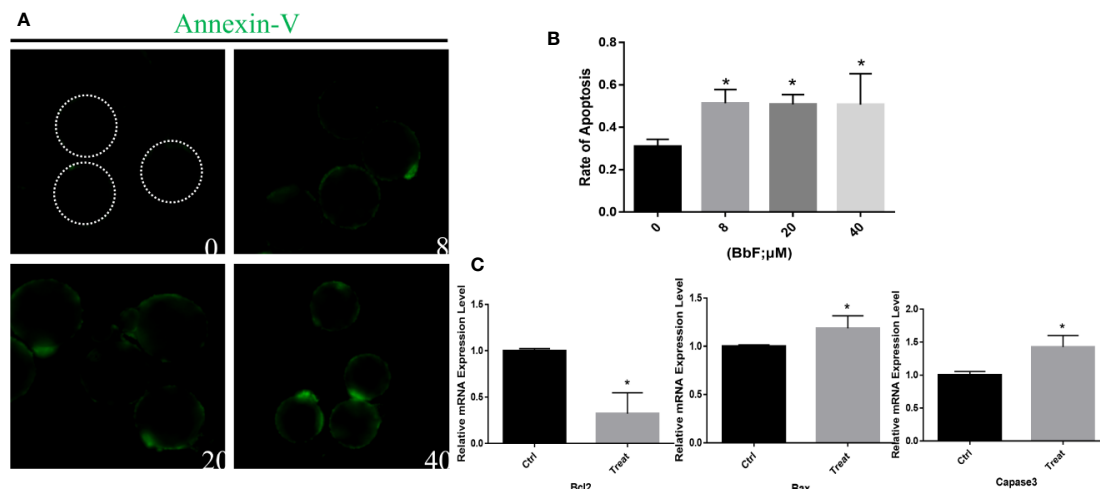 A
Annexin-V
0
8
20
40
B
Rate of Apoptosis
0.8
0.6
0.4
0.2
0.0
* * *
0 8 20 40
(BbF;μM)
C
Relative mRNA Expression Level
1.5
1.0
0.5
0.0
*
Ctrl Treat
Bcl2
Relative mRNA Expression Level
1.5
1.0
0.5
0.0
*
Ctrl Treat
Bax
Relative mRNA Expression Level
2.0
1.5
1.0
0.5
0.0
*
Ctrl Treat
Capase3